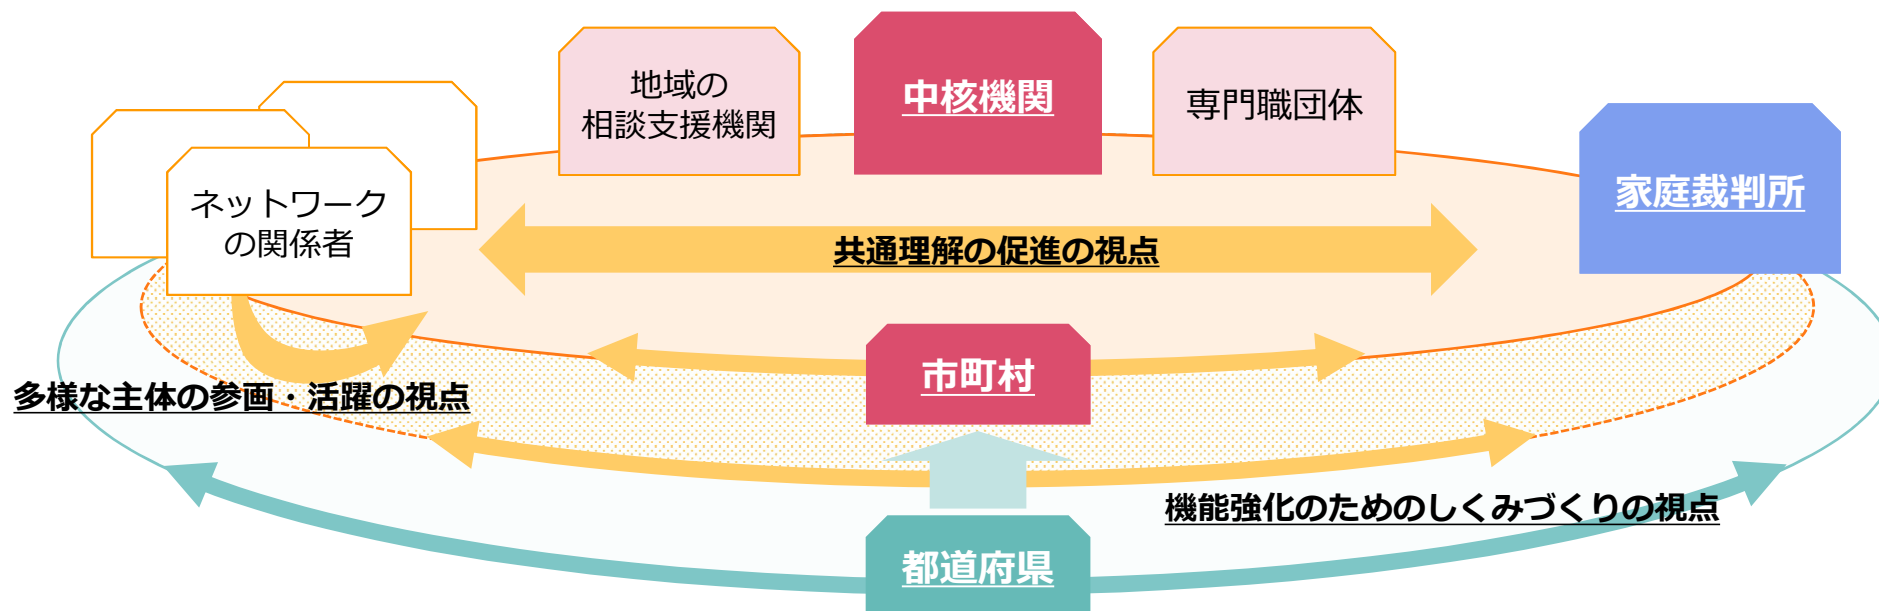 地域の
相談支援機関
中核機関
専門職団体
家庭裁判所
ネットワーク
の関係者
共通理解の促進の視点
市町村
多様な主体の参画・活躍の視点
機能強化のためのしくみづくりの視点
都道府県